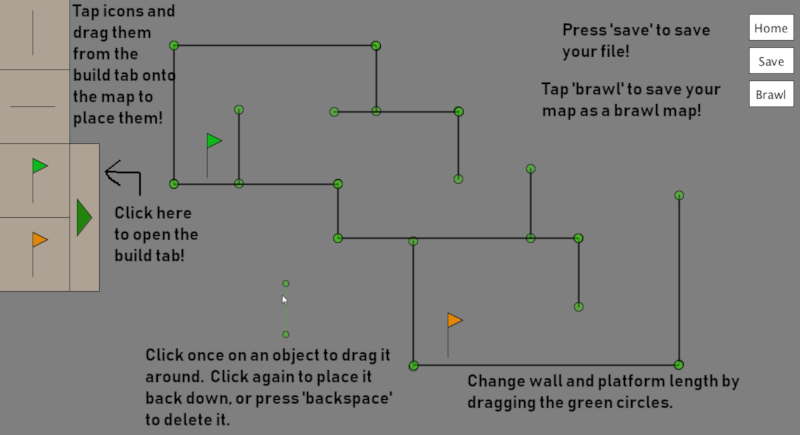 Tap icons and
drag them
from the
build tab onto
the map to
place them!
Press 'save' to save
your file!
Tap 'brawl' to save your
map as a brawl map!
Home
Save
Brawl
Click here
to open the
build tab!
Click once on an object to drag it
around. Click again to place it
back down, or press 'backspace'
to delete it.
Change wall and platform length by
dragging the green circles.